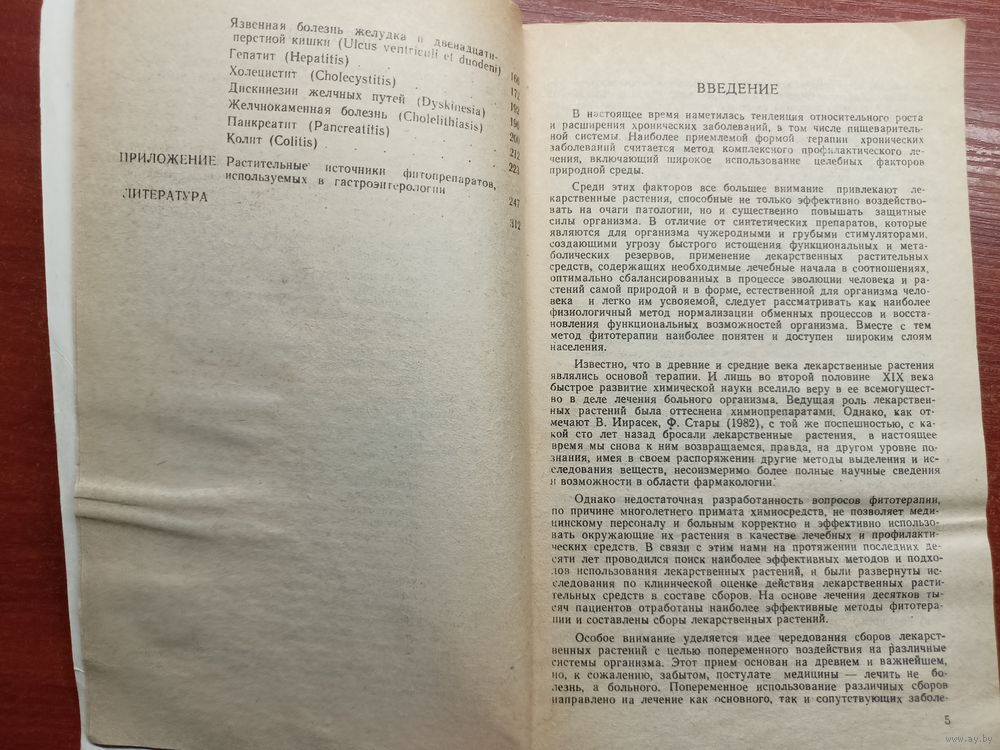 Язвенная болезнь желудка и двенадцати-
перстной кишки (Ulcus ventriculi et duodeni)
Гепатит (Hepatitis) . . . . 166
Холецистит (Cholecystitis) . . . 172
Дискинезии желчных путей (Dyskinesia) 192
Желчнокаменная болезнь (Cholelithiasis) 196
Панкреатит (Pancreatitis) . . . 200
Колит (Colitis) . . . . . 212
ПРИЛОЖЕНИЕ. Растительные источники фитопрепаратов, 223
используемых в гастроэнтерологии
ЛИТЕРАТУРА 247
312
ВВЕДЕНИЕ
В настоящее время наметилась тенденция относительного роста
и расширения хронических заболеваний, в том числе пищеваритель-
ной системы. Наиболее приемлемой формой терапии хронических
заболеваний считается метод комплексного профилактического ле-
чения, включающий широкое использование целебных факторов
природной среды.
Среди этих факторов все большее внимание привлекают ле-
карственные растения, способные не только эффективно воздейство-
вать на очаги патологии, но и существенно повышать защитные
силы организма. В отличие от синтетических препаратов, которые
являются для организма чужеродными и грубыми стимуляторами,
создающими угрозу быстрого истощения функциональных и мета-
болических резервов, применение лекарственных растительных
средств, содержащих необходимые лечебные начала в соотношениях,
оптимально сбалансированных в процессе эволюции человека и ра-
стений самой природой и в форме, естественной для организма чело-
века и легко им усвояемой, следует рассматривать как наиболее
физиологичный метод нормализации обменных процессов и восста-
новления функциональных возможностей организма. Вместе с тем
метод фитотерапии наиболее понятен и доступен широким слоям
населения.
Известно, что в древние и средние века лекарственные растения
являлись основой терапии. И лишь во второй половине XIX века
быстрое развитие химической науки вселило веру в ее всемогущест-
во в деле лечения больного организма. Ведущая роль лекарствен-
ных растений была оттеснена химиопрепаратами. Однако, как от-
мечают В. Иирасек, Ф. Стары (1982), с той же поспешностью, с ка-
кой сто лет назад бросали лекарственные растения, в настоящее
время мы снова к ним возвращаемся, правда, на другом уровне по-
знания, имея в своем распоряжении другие методы выделения и ис-
следования веществ, несоизмеримо более полные научные сведения
и возможности в области фармакологии.
Однако недостаточная разработанность вопросов фитотерапии,
по причине многолетнего примата химиосредств, не позволяет меди-
цинскому персоналу и больным корректно и эффективно использо-
вать окружающие их растения в качестве лечебных и профилакти-
ческих средств. В связи с этим нами на протяжении последних де-
сяти лет проводился поиск наиболее эффективных методов и подхо-
дов использования лекарственных растений, и были развернуты ис-
следования по клинической оценке действия лекарственных расти-
тельных средств в составе сборов. На основе лечения десятков ты-
сяч пациентов отработаны наиболее эффективные методы фитотера-
пии и составлены сборы лекарственных растений.
Особое внимание уделяется идее чередования сборов лекарст-
венных растений с целью попеременного воздействия на различные
системы организма. Этот прием основан на древнем и важнейшем,
но, к сожалению, забытом, постулате медицины — лечить не бо-
лезнь, а больного. Попеременное использование различных сборов
направлено на лечение как основного, так и сопутствующих заболе-
5
www.ay.by